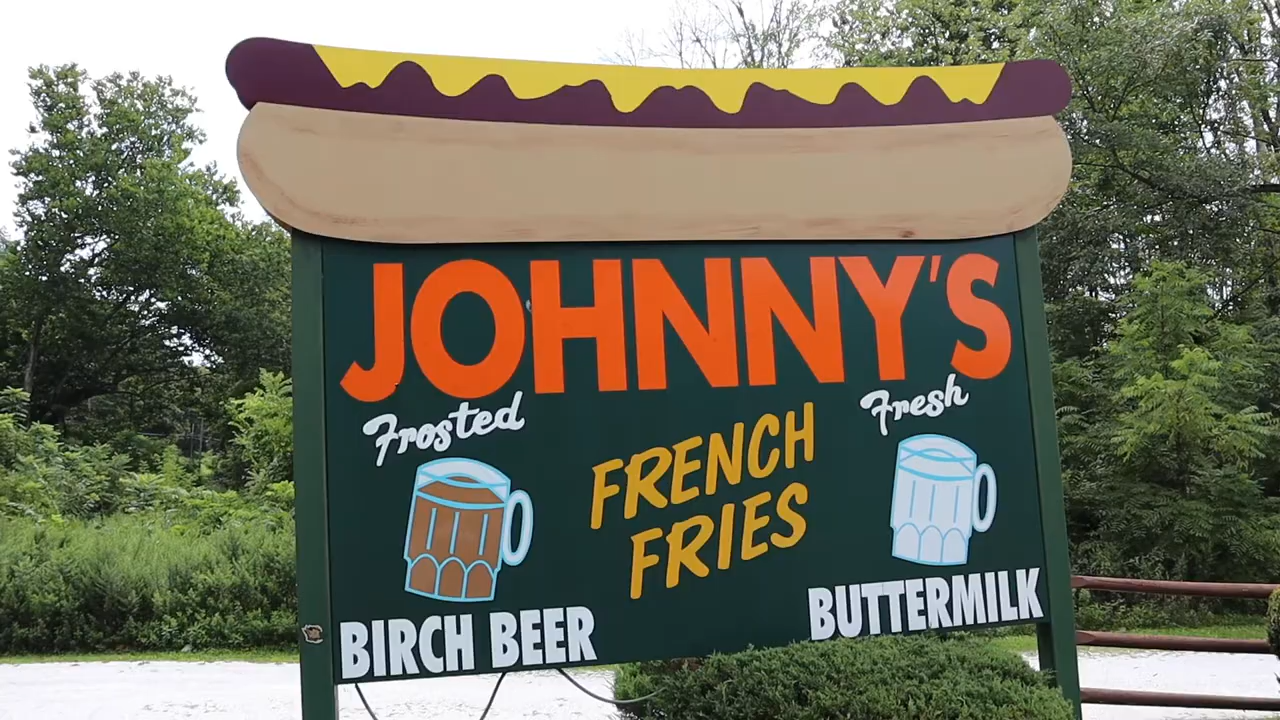 JOHNNY'S
Frosted
Fresh
FRENCH
FRIES
BIRCH BEER
BUTTERMILK